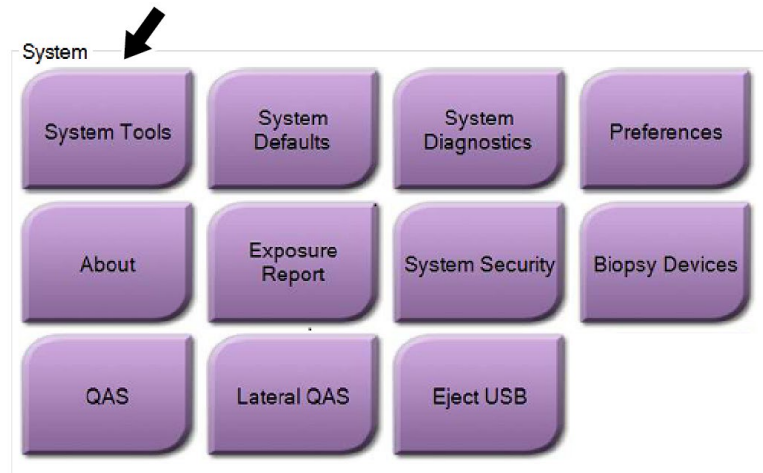 System
System Tools
System
Defaults
System
Diagnostics
Preferences
About
Exposure
Report
System Security
Biopsy Devices
QAS
Lateral QAS
Eject USB